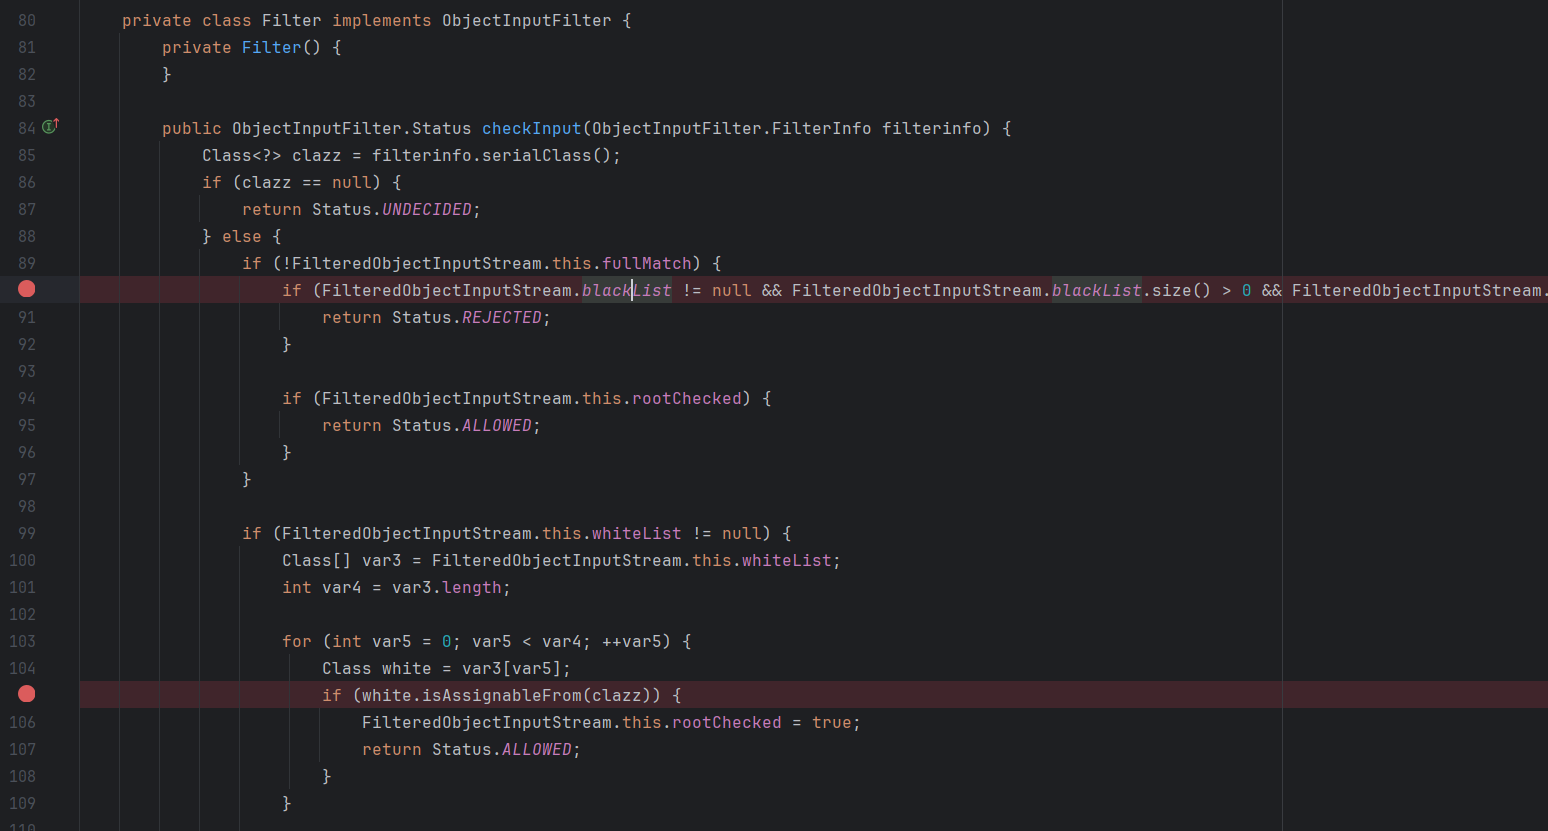 80 private class Filter implements ObjectInputFilter {
81 private Filter() {
82 }
83
84 public ObjectInputFilter.Status checkInput(ObjectInputFilter.FilterInfo filterinfo) {
85 Class<?> clazz = filterinfo.serialClass();
86 if (clazz == null) {
87 return Status.UNDECIDED;
88 } else {
89 if (!FilteredObjectInputStream.this.fullMatch) {
if (FilteredObjectInputStream.blackList != null && FilteredObjectInputStream.blackList.size() > 0 && FilteredObjectInputStream.
91 return Status.REJECTED;
92 }
93
94 if (FilteredObjectInputStream.this.rootChecked) {
95 return Status.ALLOWED;
96 }
97 }
98
99 if (FilteredObjectInputStream.this.whiteList != null) {
100 Class[] var3 = FilteredObjectInputStream.this.whiteList;
101 int var4 = var3.length;
102
103 for (int var5 = 0; var5 < var4; ++var5) {
104 Class white = var3[var5];
if (white.isAssignableFrom(clazz)) {
106 FilteredObjectInputStream.this.rootChecked = true;
107 return Status.ALLOWED;
108 }
109 }
110